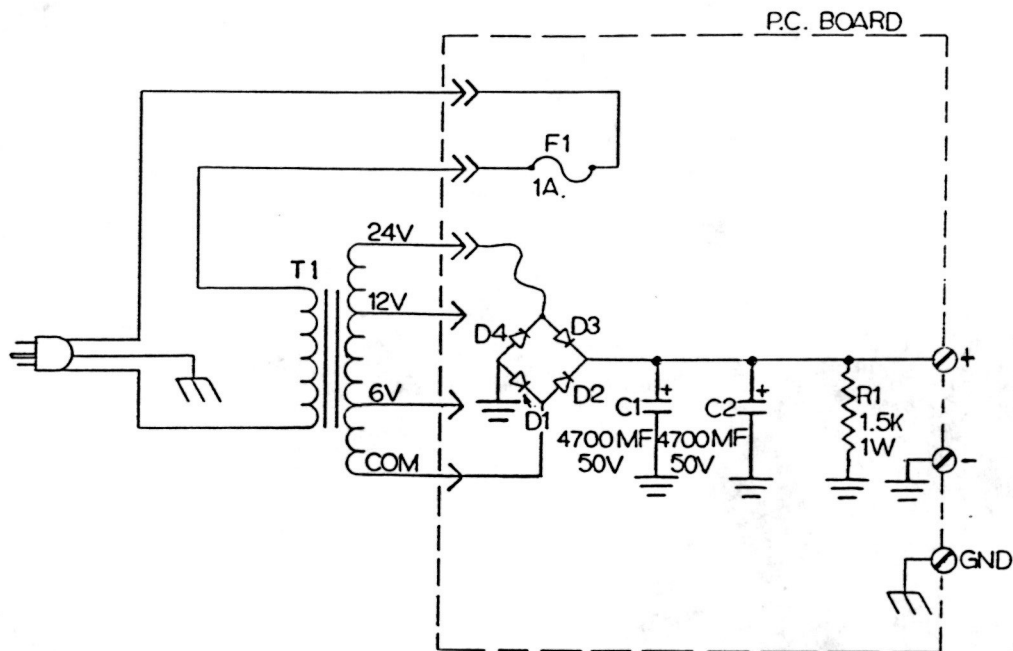 P.C. BOARD
F1
1A.
24V
T1
12V
D4
D3
+
6V
D2
D1
+
C1
4700MF
50V
+
C2
4700MF
50V
R1
1.5K
1W
-
COM
GND